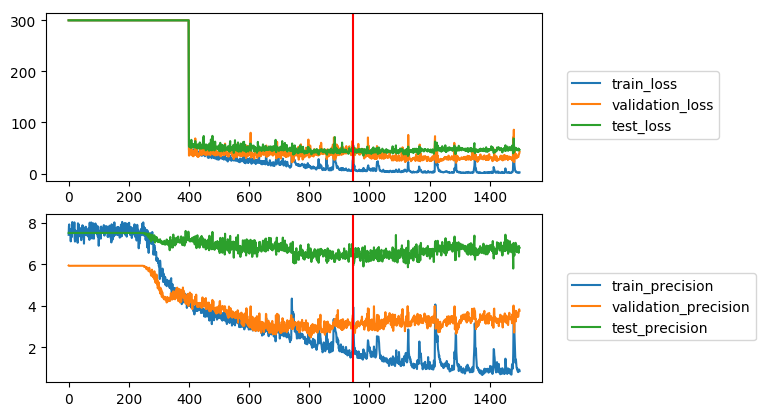 300
200
100
0
0 200 400 600 800 1000 1200 1400
train_loss
validation_loss
test_loss
8
6
4
2
0 200 400 600 800 1000 1200 1400
train_precision
validation_precision
test_precision